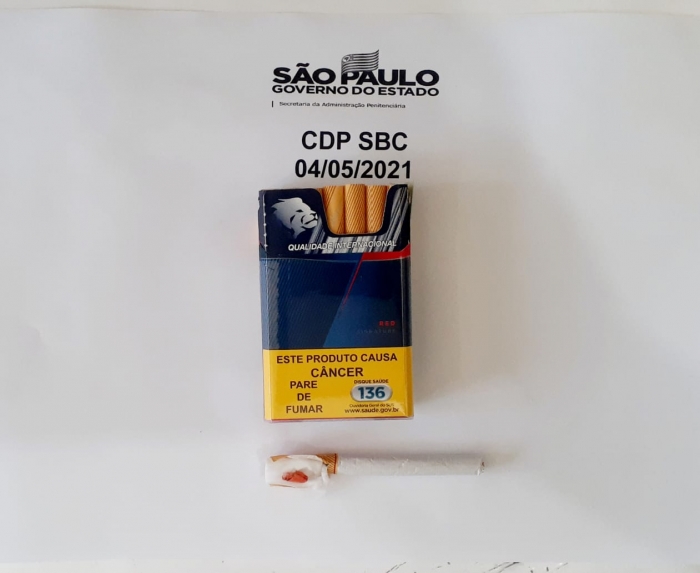 SÃO PAULO
GOVERNO DO ESTADO
Secretaria da Administração Penitenciária
CDP SBC
04/05/2021
QUALIDADE INTERNACIONAL
RED
ESTE PRODUTO CAUSA
CÂNCER
PARE
DE
FUMAR
DISQUE SAÚDE
136
www.saude.gov.br